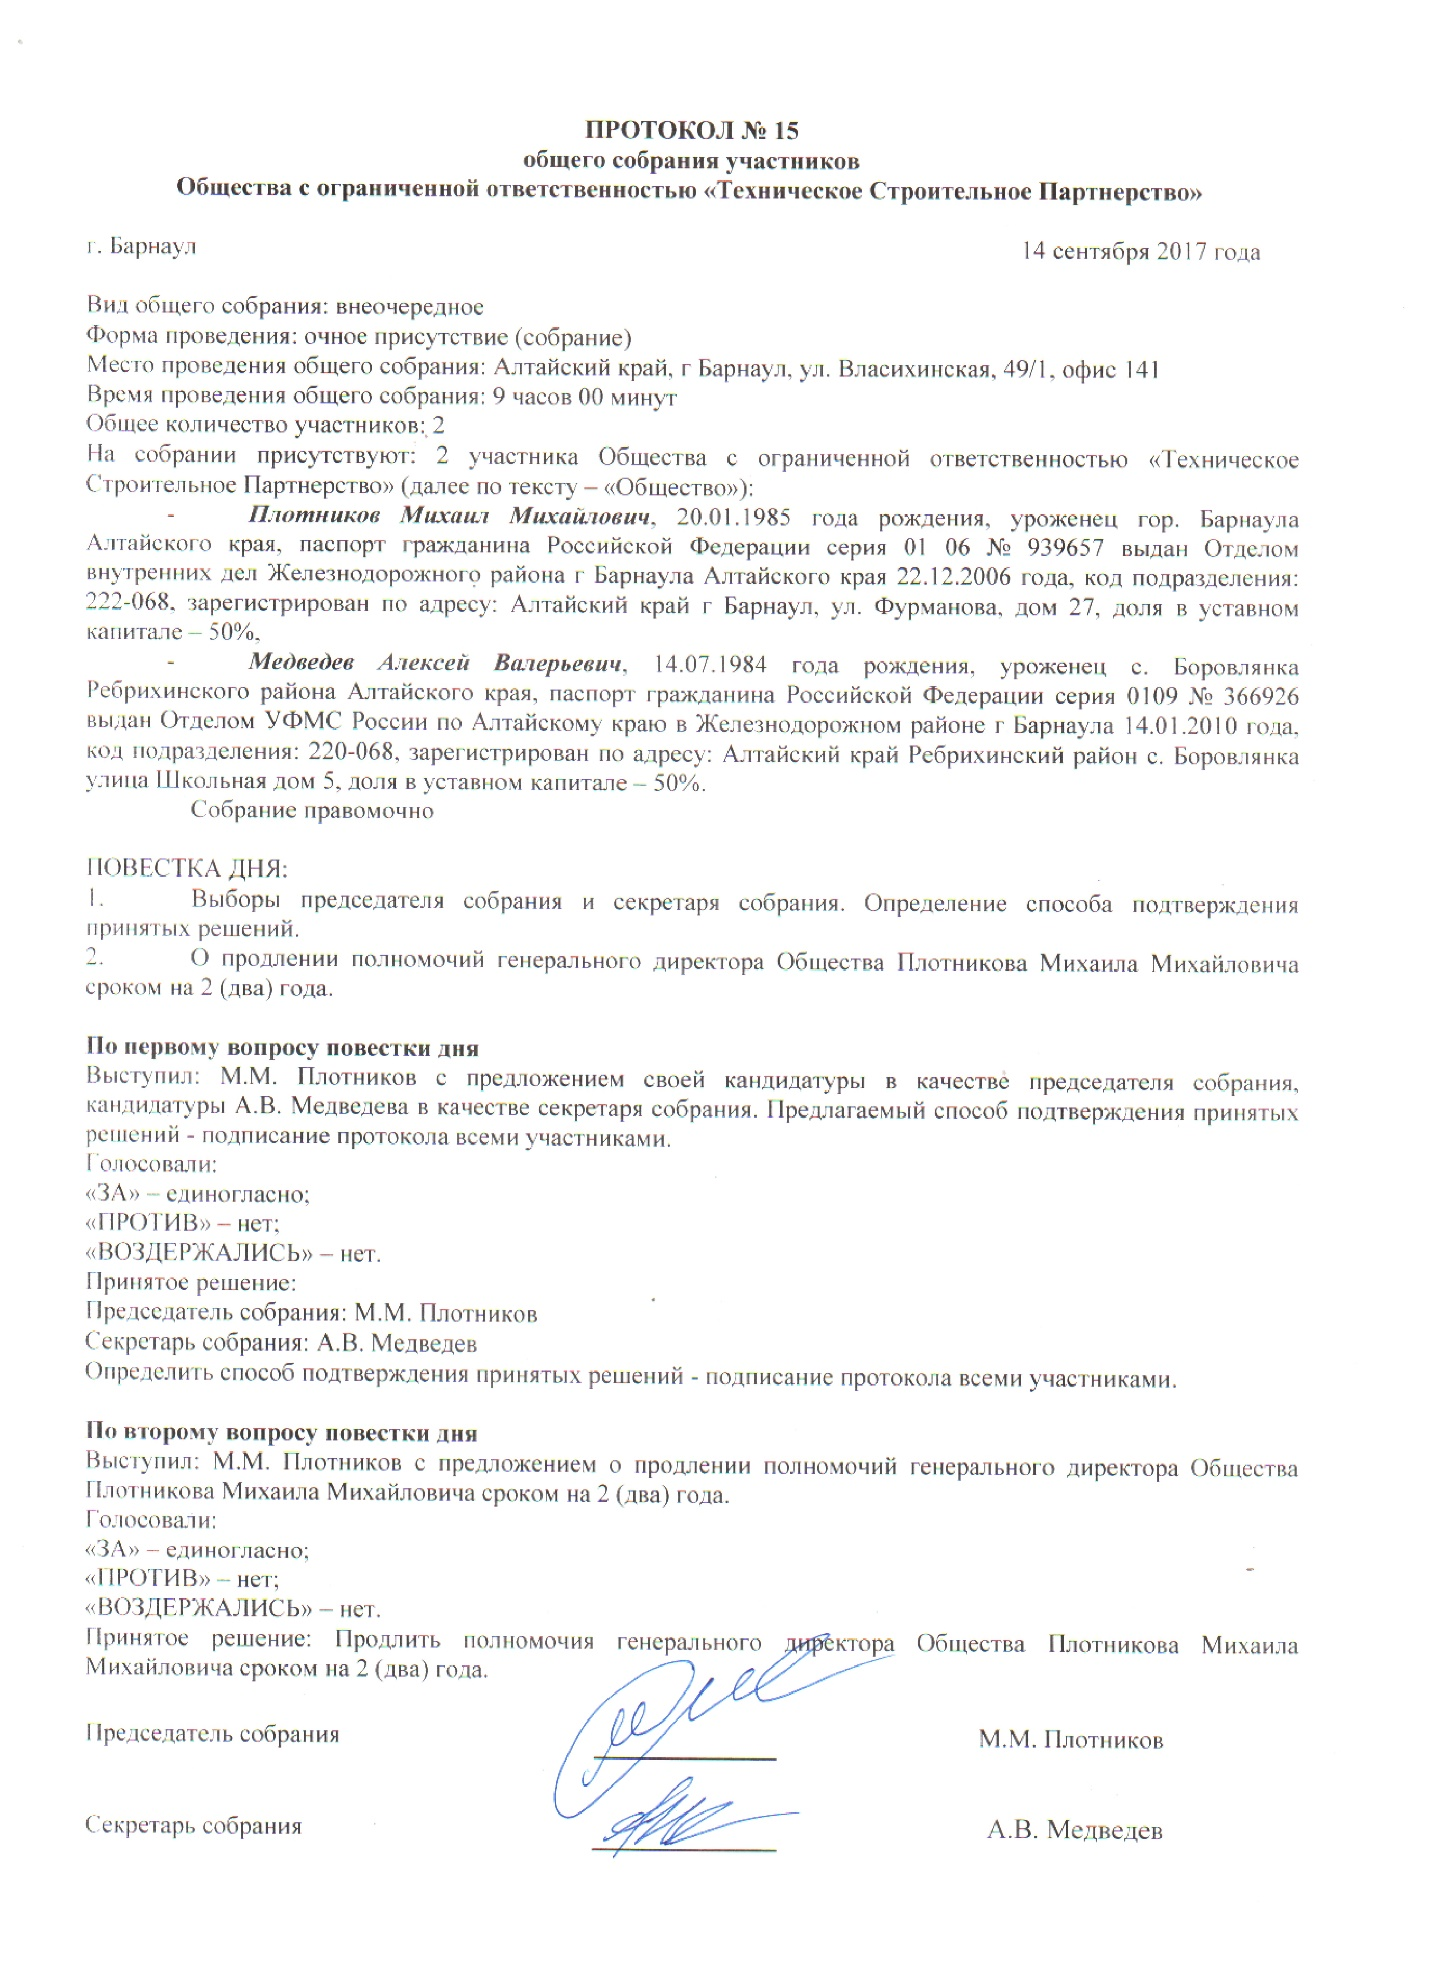 ПРОТОКОЛ № 15
общего собрания участников
Общества с ограниченной ответственностью «Техническое Строительное Партнерство»
г. Барнаул 14 сентября 2017 года
Вид общего собрания: внеочередное
Форма проведения: очное присутствие (собрание)
Место проведения общего собрания: Алтайский край, г Барнаул, ул. Власихинская, 49/1, офис 141
Время проведения общего собрания: 9 часов 00 минут
Общее количество участников: 2
На собрании присутствуют: 2 участника Общества с ограниченной ответственностью «Техническое
Строительное Партнерство» (далее по тексту – «Общество»):
- Плотников Михаил Михайлович, 20.01.1985 года рождения, уроженец гор. Барнаула
Алтайского края, паспорт гражданина Российской Федерации серия 01 06 № 939657 выдан Отделом
внутренних дел Железнодорожного района г Барнаула Алтайского края 22.12.2006 года, код подразделения:
222-068, зарегистрирован по адресу: Алтайский край г Барнаул, ул. Фурманова, дом 27, доля в уставном
капитале – 50%,
- Медведев Алексей Валерьевич, 14.07.1984 года рождения, уроженец с. Боровлянка
Ребрихинского района Алтайского края, паспорт гражданина Российской Федерации серия 0109 № 366926
выдан Отделом УФМС России по Алтайскому краю в Железнодорожном районе г Барнаула 14.01.2010 года,
код подразделения: 220-068, зарегистрирован по адресу: Алтайский край Ребрихинский район с. Боровлянка
улица Школьная дом 5, доля в уставном капитале – 50%.
Собрание правомочно
ПОВЕСТКА ДНЯ:
1. Выборы председателя собрания и секретаря собрания. Определение способа подтверждения
принятых решений.
2. О продлении полномочий генерального директора Общества Плотникова Михаила Михайловича
сроком на 2 (два) года.
По первому вопросу повестки дня
Выступил: М.М. Плотников с предложением своей кандидатуры в качестве председателя собрания,
кандидатуры А.В. Медведева в качестве секретаря собрания. Предлагаемый способ подтверждения принятых
решений - подписание протокола всеми участниками.
Голосовали:
«ЗА» – единогласно;
«ПРОТИВ» – нет;
«ВОЗДЕРЖАЛИСЬ» – нет.
Принятое решение:
Председатель собрания: М.М. Плотников
Секретарь собрания: А.В. Медведев
Определить способ подтверждения принятых решений - подписание протокола всеми участниками.
По второму вопросу повестки дня
Выступил: М.М. Плотников с предложением о продлении полномочий генерального директора Общества
Плотникова Михаила Михайловича сроком на 2 (два) года.
Голосовали:
«ЗА» – единогласно;
«ПРОТИВ» – нет;
«ВОЗДЕРЖАЛИСЬ» – нет.
Принятое решение: Продлить полномочия генерального директора Общества Плотникова Михаила
Михайловича сроком на 2 (два) года.
Председатель собрания М.М. Плотников
Секретарь собрания А.В. Медведев